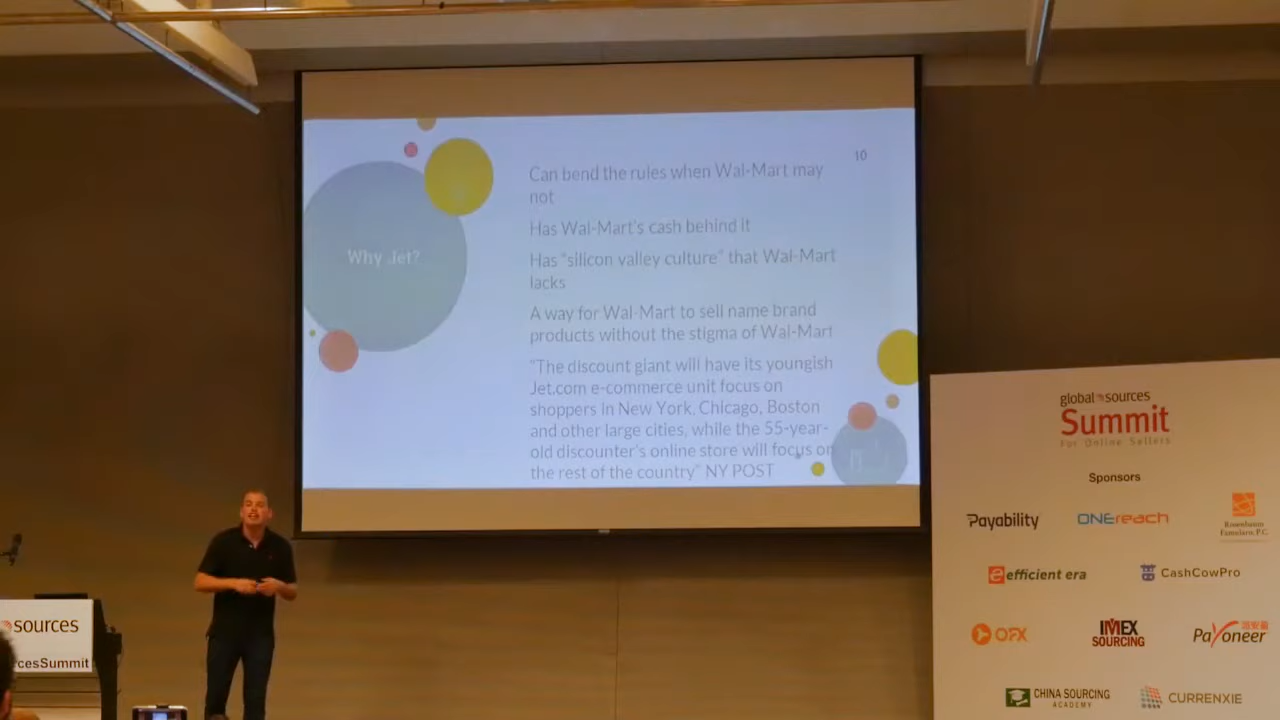 10
Why Jet?
Can bend the rules when Wal-Mart may
not
Has Wal-Mart's cash behind it
Has "silicon valley culture" that Wal-Mart
lacks
A way for Wal-Mart to sell name brand
products without the stigma of Wal-Mart
"The discount giant will have its youngish
Jet.com e-commerce unit focus on
shoppers in New York, Chicago, Boston
and other large cities, while the 55-year-
old discounter's online store will focus on
the rest of the country" NY POST
global sources
Summit
For Online Sellers
Sponsors
Payability
ONEreach
Rosenbaum
Famularo, P.C.
efficient era
CashCowPro
OFX
IMEX
SOURCING
Payoneer
CHINA SOURCING
ACADEMY
CURRENXIE
sources
rcesSummit